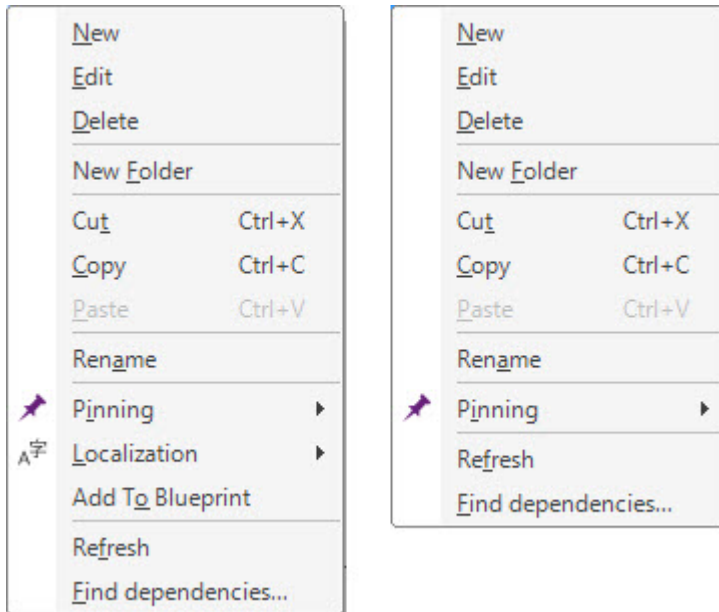 New
Edit
Delete
New Folder
Cut Ctrl+X
Copy Ctrl+C
Paste Ctrl+V
Rename
Pinning
A字 Localization
Add To Blueprint
Refresh
Find dependencies...
New
Edit
Delete
New Folder
Cut Ctrl+X
Copy Ctrl+C
Paste Ctrl+V
Rename
Pinning
Refresh
Find dependencies...